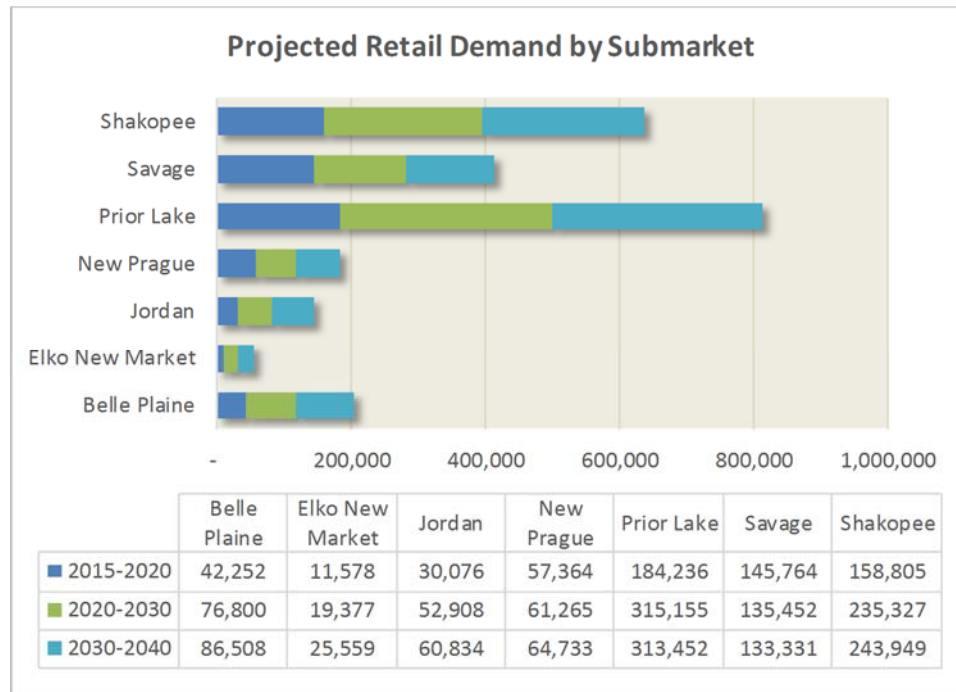 Projected Retail Demand by Submarket
Shakopee
Savage
Prior Lake
New Prague
Jordan
Elko New Market
Belle Plaine
- 200,000 400,000 600,000 800,000 1,000,000
Belle Plaine Elko New Market Jordan New Prague Prior Lake Savage Shakopee
2015-2020 42,252 11,578 30,076 57,364 184,236 145,764 158,805
2020-2030 76,800 19,377 52,908 61,265 315,155 135,452 235,327
2030-2040 86,508 25,559 60,834 64,733 313,452 133,331 243,949